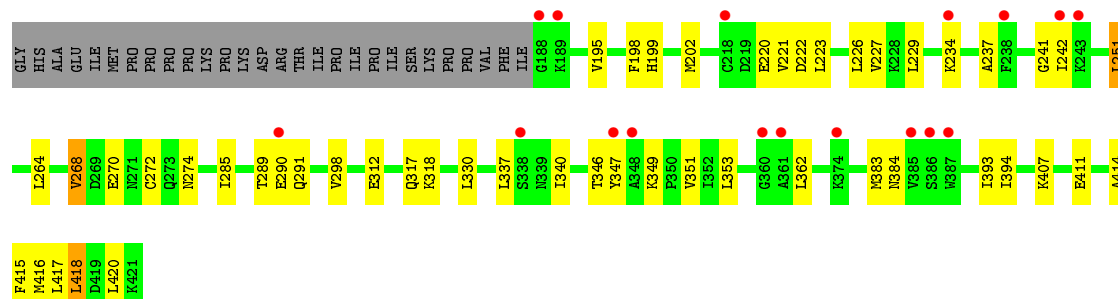 GLY HIS ALA GLU ILE MET PRO PRO PRO PRO LYS PRO LYS ASP ARG THR ILE PRO ILE PRO ILE SER LYS PRO PRO VAL PHE ILE G188 K189 V195 F198 H199 M202 C218 D219 E220 V221 D222 L223 L226 V227 K228 L229 K234 A237 F238 G241 I242 K243
L264 V268 D269 E270 N271 C272 Q273 N274 I285 T289 E290 Q291 V298 E312 Q317 K318 L330 L337 S338 N339 I340 T346 Y347 A348 K349 P350 V351 I352 L353 G360 A361 L362 K374 M383 N384 V385 S386 W387 I393 I394 K407 E411
F415 M416 L417 L418 D419 L420 K421